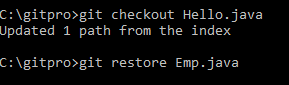 C:\gitpro>git checkout Hello.java
Updated 1 path from the index
C:\gitpro>git restore Emp.java